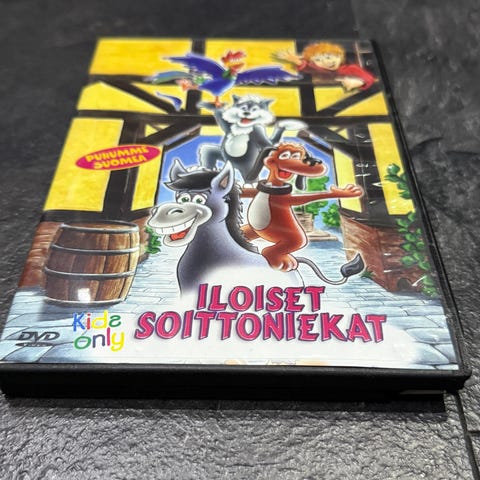 PUHUMME
SUOMEA
ILOISET
SOITTONIEKAT
Kids
only
DVD